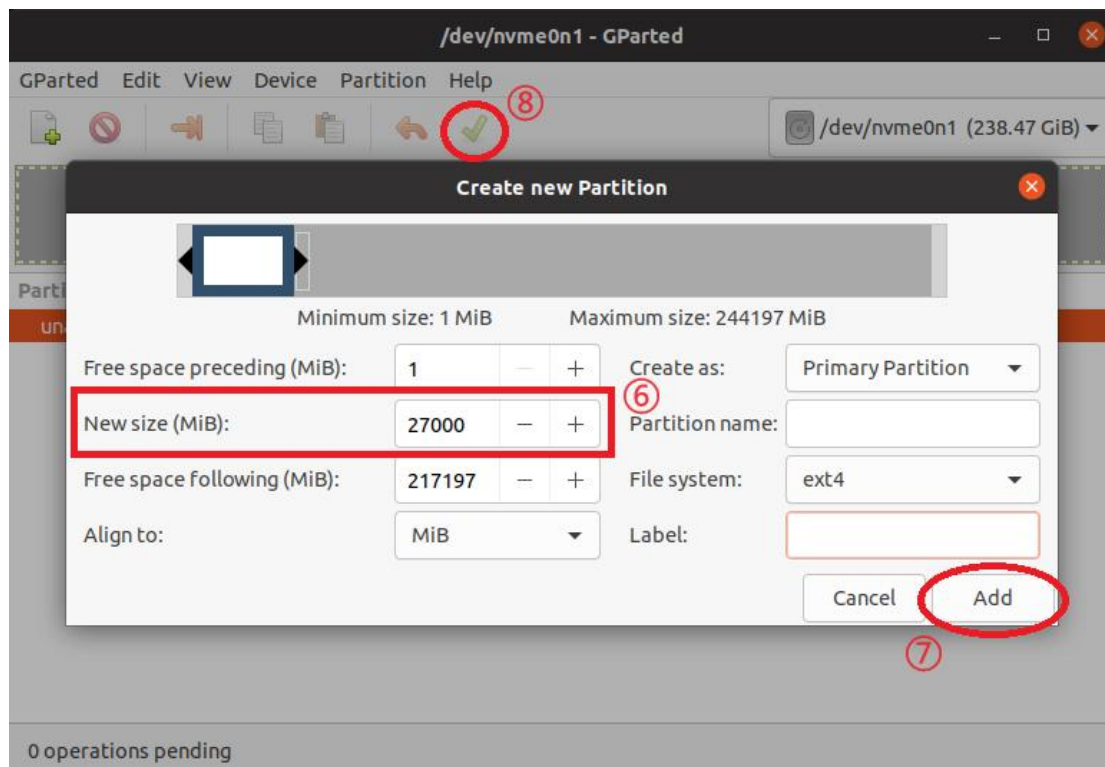 /dev/nvme0n1 - GParted
GParted Edit View Device Partition Help
⑧
/dev/nvme0n1 (238.47 GiB)
Create new Partition
Parti
Minimum size: 1 MiB Maximum size: 244197 MiB
una
Free space preceding (MiB): 1 − + Create as: Primary Partition
⑥
New size (MiB): 27000 − + Partition name:
Free space following (MiB): 217197 − + File system: ext4
Align to: MiB Label:
Cancel Add
⑦
0 operations pending